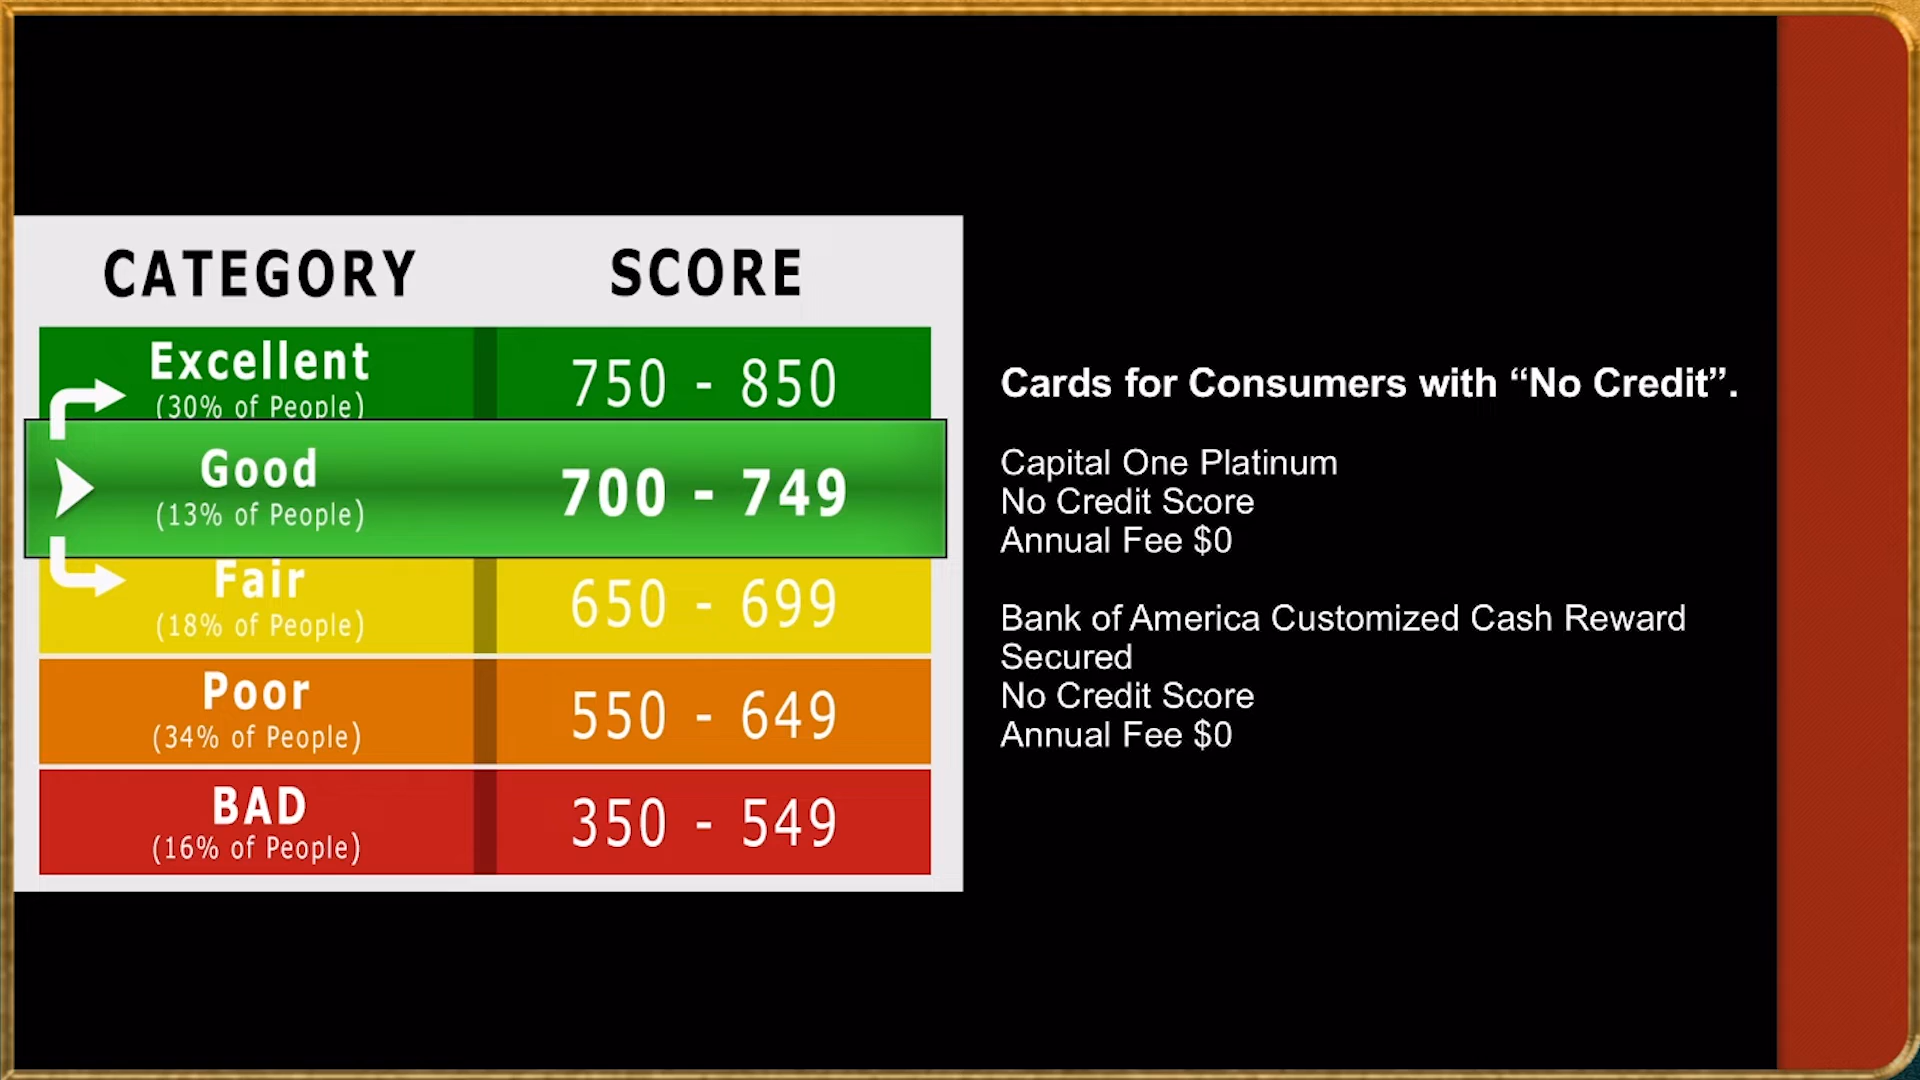 CATEGORY SCORE
Excellent 750 - 850
(30% of People)
Good 700 - 749
(13% of People)
Fair 650 - 699
(18% of People)
Poor 550 - 649
(34% of People)
BAD 350 - 549
(16% of People)
Cards for Consumers with “No Credit”.
Capital One Platinum
No Credit Score
Annual Fee $0
Bank of America Customized Cash Reward
Secured
No Credit Score
Annual Fee $0